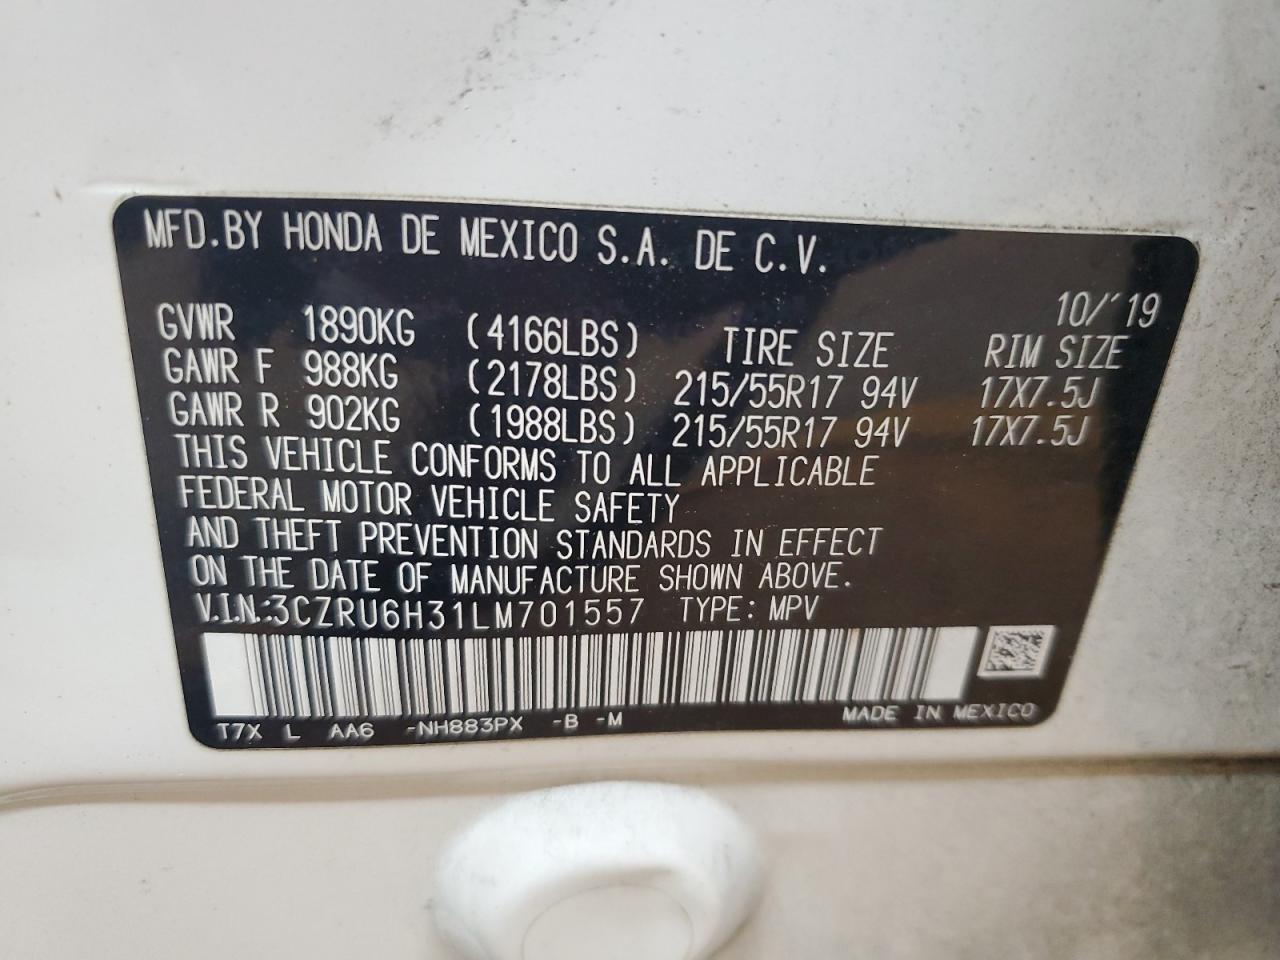 MFD.BY HONDA DE MEXICO S.A. DE C.V.
10/'19
GVWR 1890KG (4166LBS) TIRE SIZE RIM SIZE
GAWR F 988KG (2178LBS) 215/55R17 94V 17X7.5J
GAWR R 902KG (1988LBS) 215/55R17 94V 17X7.5J
THIS VEHICLE CONFORMS TO ALL APPLICABLE
FEDERAL MOTOR VEHICLE SAFETY
AND THEFT PREVENTION STANDARDS IN EFFECT
ON THE DATE OF MANUFACTURE SHOWN ABOVE.
V.I.N.:3CZRU6H31LM701557 TYPE: MPV
T7X L AA6 -NH883PX -B -M MADE IN MEXICO